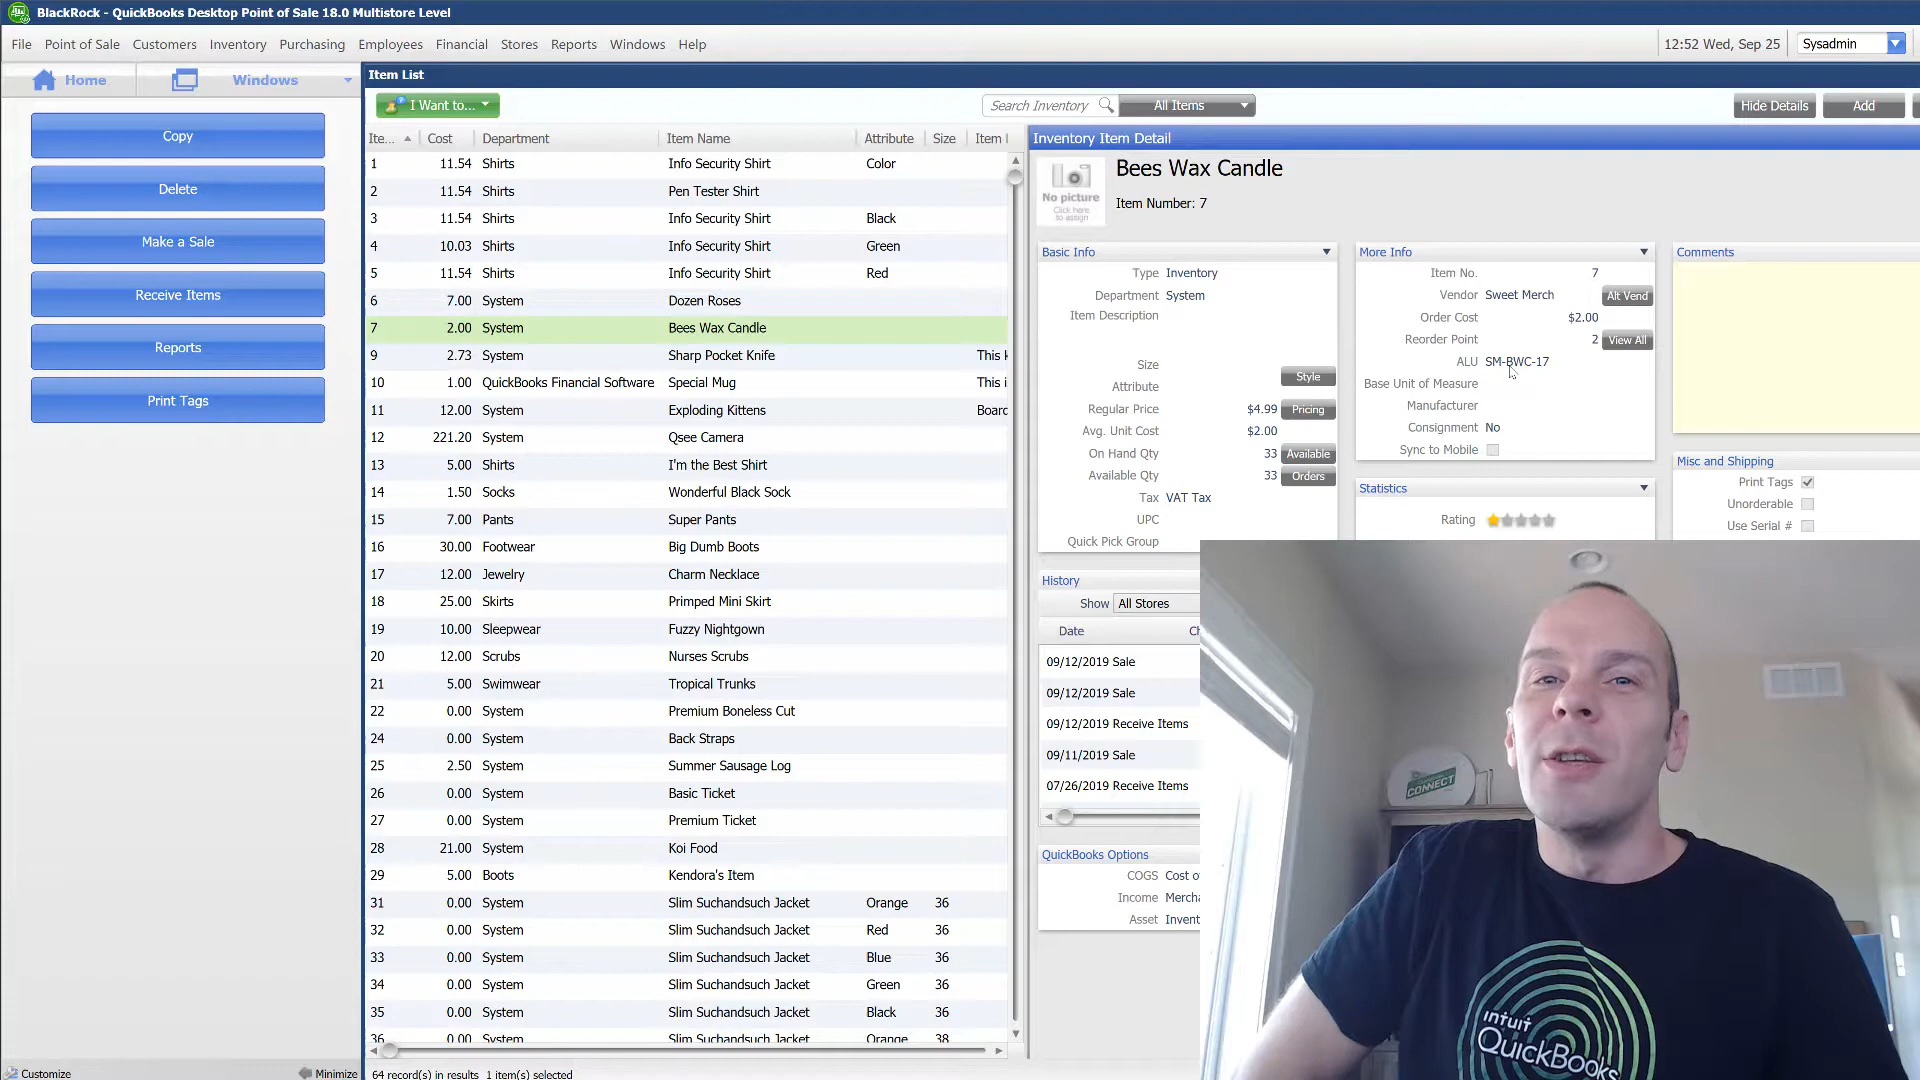 BlackRock - QuickBooks Desktop Point of Sale 18.0 Multistore Level
File Point of Sale Customers Inventory Purchasing Employees Financial Stores Reports Windows Help
12:52 Wed, Sep 25 Sysadmin
Home Windows
Item List
I Want to...
Search Inventory All Items
Hide Details Add
Copy
Delete
Make a Sale
Receive Items
Reports
Print Tags
Ite... Cost Department Item Name Attribute Size Item
1 11.54 Shirts Info Security Shirt Color
2 11.54 Shirts Pen Tester Shirt
3 11.54 Shirts Info Security Shirt Black
4 10.03 Shirts Info Security Shirt Green
5 11.54 Shirts Info Security Shirt Red
6 7.00 System Dozen Roses
7 2.00 System Bees Wax Candle
9 2.73 System Sharp Pocket Knife This k
10 1.00 QuickBooks Financial Software Special Mug This i
11 12.00 System Exploding Kittens Board
12 221.20 System Qsee Camera
13 5.00 Shirts I'm the Best Shirt
14 1.50 Socks Wonderful Black Sock
15 7.00 Pants Super Pants
16 30.00 Footwear Big Dumb Boots
17 12.00 Jewelry Charm Necklace
18 25.00 Skirts Primped Mini Skirt
19 10.00 Sleepwear Fuzzy Nightgown
20 12.00 Scrubs Nurses Scrubs
21 5.00 Swimwear Tropical Trunks
22 0.00 System Premium Boneless Cut
24 0.00 System Back Straps
25 2.50 System Summer Sausage Log
26 0.00 System Basic Ticket
27 0.00 System Premium Ticket
28 21.00 System Koi Food
29 5.00 Boots Kendora's Item
31 0.00 System Slim Suchandsuch Jacket Orange 36
32 0.00 System Slim Suchandsuch Jacket Red 36
33 0.00 System Slim Suchandsuch Jacket Blue 36
34 0.00 System Slim Suchandsuch Jacket Green 36
35 0.00 System Slim Suchandsuch Jacket Black 36
36 0.00 System Slim Suchandsuch Jacket Orange 38
64 record(s) in results 1 item(s) selected
Customize Minimize
Inventory Item Detail
No picture
Click here
to assign
Bees Wax Candle
Item Number: 7
Basic Info
Type Inventory
Department System
Item Description
Size
Style
Attribute
Regular Price $4.99 Pricing
Avg. Unit Cost $2.00
On Hand Qty 33 Available
Available Qty 33 Orders
Tax VAT Tax
UPC
Quick Pick Group
More Info
Item No. 7
Vendor Sweet Merch Alt Vend
Order Cost $2.00
Reorder Point 2 View All
ALU SM-BWC-17
Base Unit of Measure
Manufacturer
Consignment No
Sync to Mobile
Statistics
Rating
Comments
Misc and Shipping
Print Tags
Unorderable
Use Serial #
History
Show All Stores
Date Ch
09/12/2019 Sale
09/12/2019 Sale
09/12/2019 Receive Items
09/11/2019 Sale
07/26/2019 Receive Items
QuickBooks Options
COGS Cost o
Income Mercha
Asset Invent
CONNECT
intuit
QuickBooks